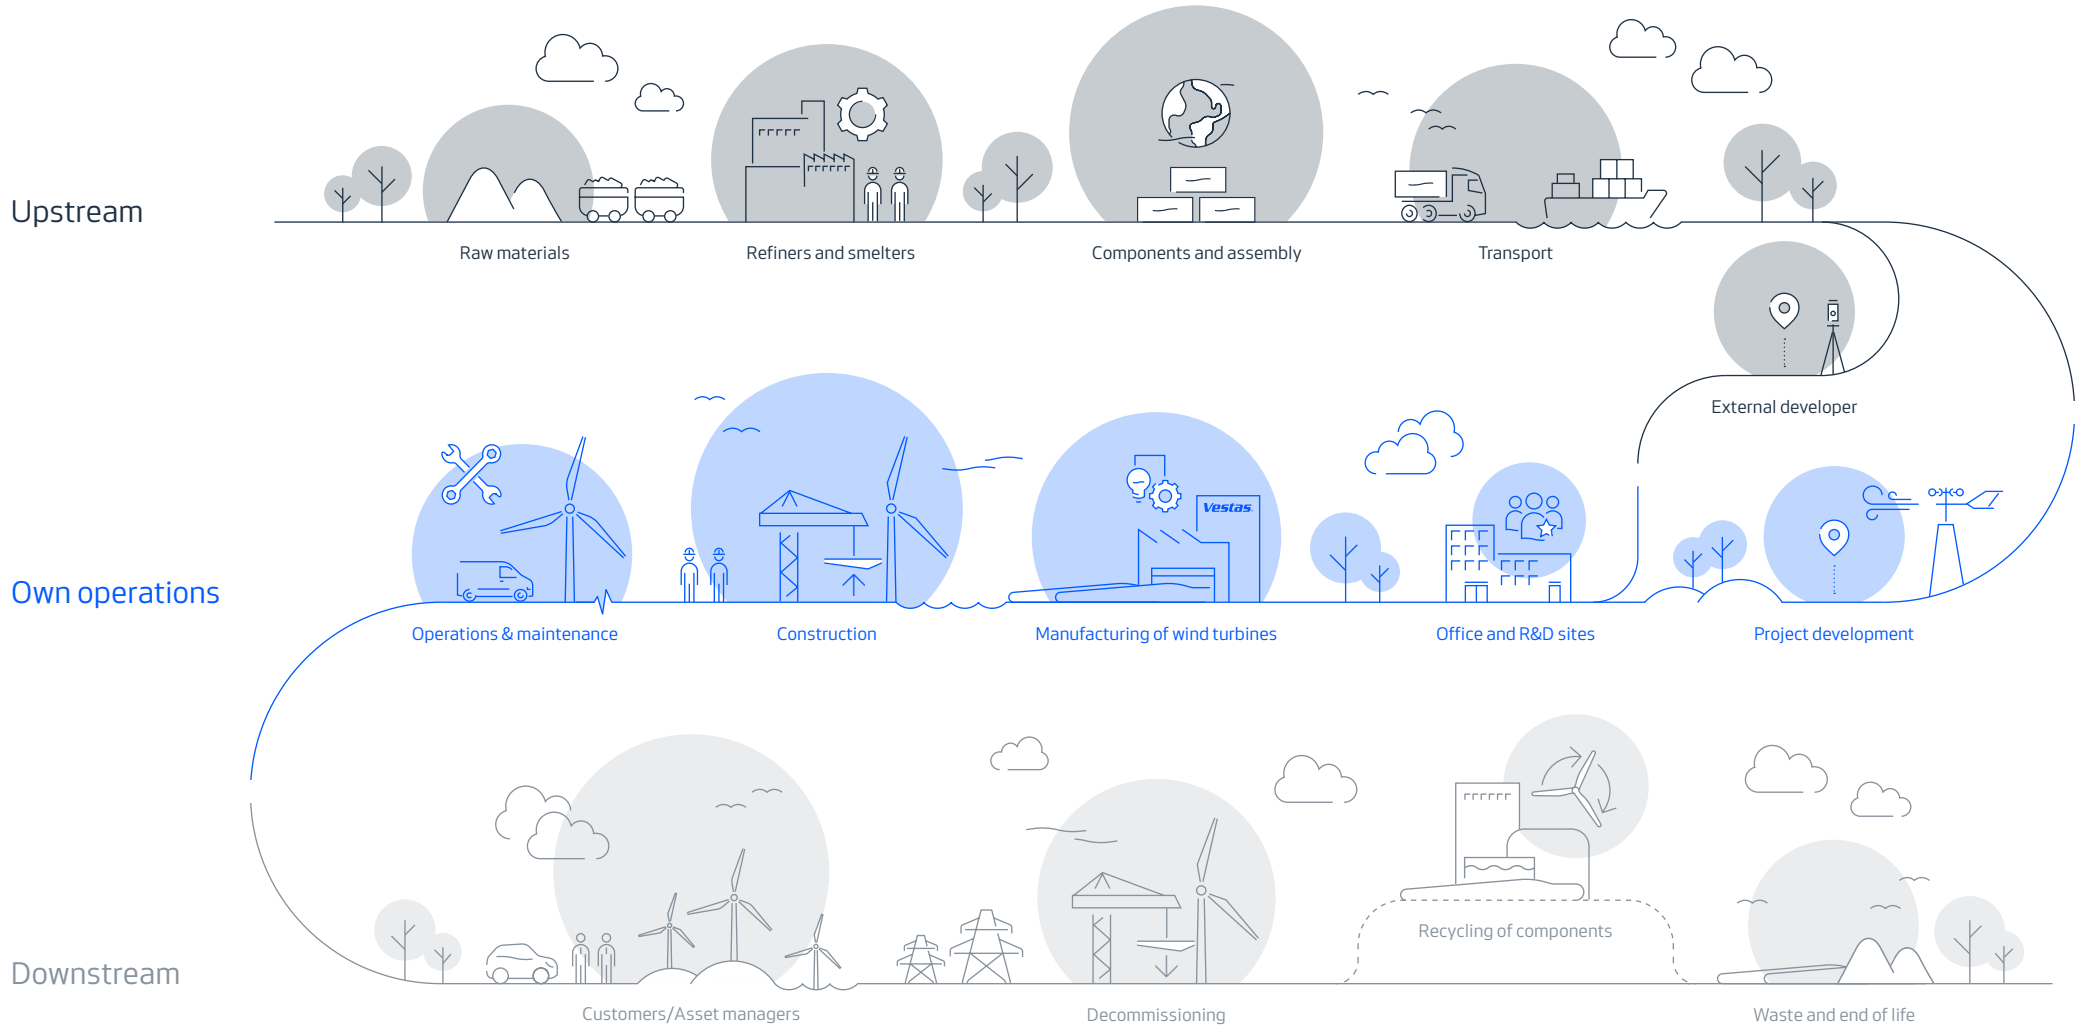 Upstream
Raw materials
Refiners and smelters
Components and assembly
Transport
External developer
Own operations
Vestas
Operations & maintenance
Construction
Manufacturing of wind turbines
Office and R&D sites
Project development
Downstream
Customers/Asset managers
Decommissioning
Recycling of components
Waste and end of life